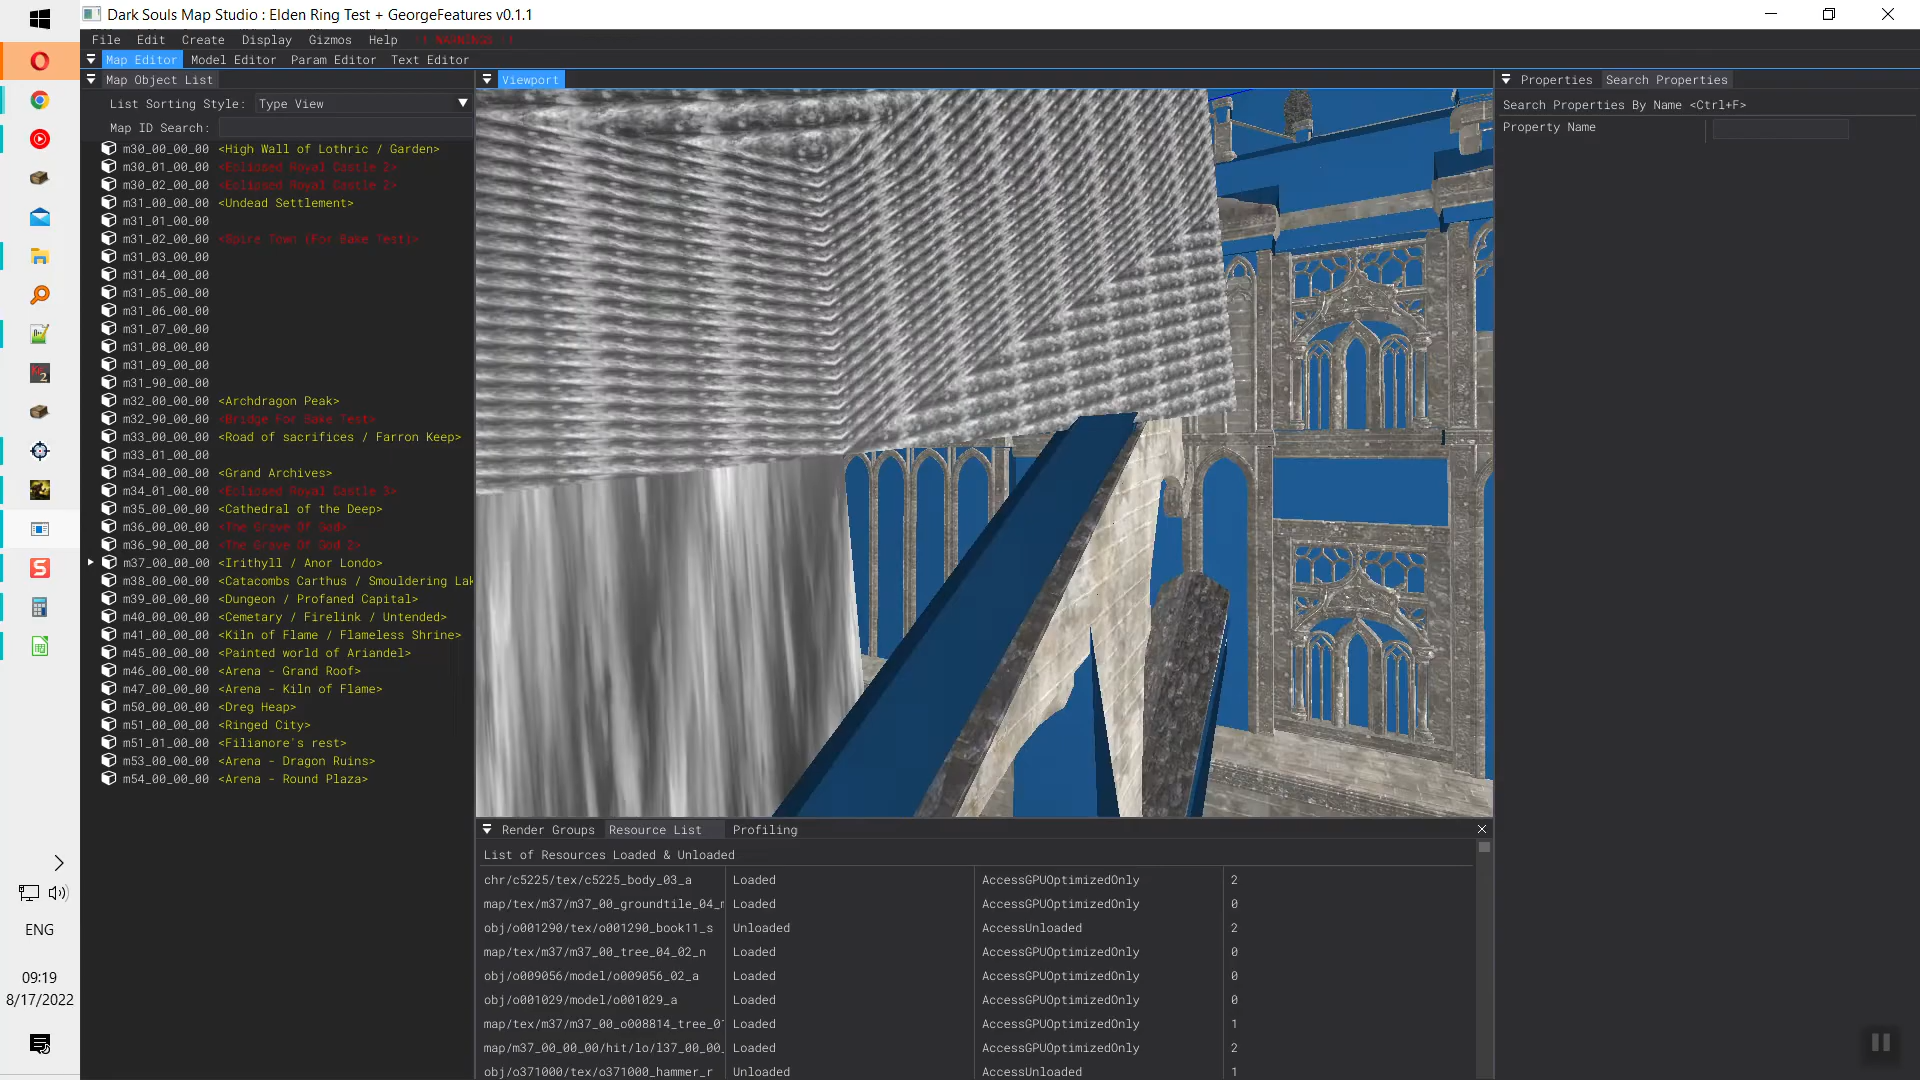 Dark Souls Map Studio : Elden Ring Test + GeorgeFeatures v0.1.1
File Edit Create Display Gizmos Help !! WARNINGS !!
Map Editor Model Editor Param Editor Text Editor
Map Object List
List Sorting Style: Type View
Map ID Search:
m30_00_00_00 <High Wall of Lothric / Garden>
m30_01_00_00 <Eclipsed Royal Castle 2>
m30_02_00_00 <Eclipsed Royal Castle 2>
m31_00_00_00 <Undead Settlement>
m31_01_00_00
m31_02_00_00 <Spire Town (For Bake Test)>
m31_03_00_00
m31_04_00_00
m31_05_00_00
m31_06_00_00
m31_07_00_00
m31_08_00_00
m31_09_00_00
m31_90_00_00
m32_00_00_00 <Archdragon Peak>
m32_90_00_00 <Bridge For Bake Test>
m33_00_00_00 <Road of sacrifices / Farron Keep>
m33_01_00_00
m34_00_00_00 <Grand Archives>
m34_01_00_00 <Eclipsed Royal Castle 3>
m35_00_00_00 <Cathedral of the Deep>
m36_00_00_00 <The Grave Of God>
m36_90_00_00 <The Grave Of God 2>
m37_00_00_00 <Irithyll / Anor Londo>
m38_00_00_00 <Catacombs Carthus / Smouldering Lak
m39_00_00_00 <Dungeon / Profaned Capital>
m40_00_00_00 <Cemetary / Firelink / Untended>
m41_00_00_00 <Kiln of Flame / Flameless Shrine>
m45_00_00_00 <Painted world of Ariandel>
m46_00_00_00 <Arena - Grand Roof>
m47_00_00_00 <Arena - Kiln of Flame>
m50_00_00_00 <Dreg Heap>
m51_00_00_00 <Ringed City>
m51_01_00_00 <Filianore's rest>
m53_00_00_00 <Arena - Dragon Ruins>
m54_00_00_00 <Arena - Round Plaza>
Viewport
Render Groups Resource List Profiling
List of Resources Loaded & Unloaded
chr/c5225/tex/c5225_body_03_a Loaded AccessGPUOptimizedOnly 2
map/tex/m37/m37_00_groundtile_04_n Loaded AccessGPUOptimizedOnly 0
obj/o001290/tex/o001290_book11_s Unloaded AccessUnloaded 2
map/tex/m37/m37_00_tree_04_02_n Loaded AccessGPUOptimizedOnly 0
obj/o009056/model/o009056_02_a Loaded AccessGPUOptimizedOnly 0
obj/o001029/model/o001029_a Loaded AccessGPUOptimizedOnly 0
map/tex/m37/m37_00_o008814_tree_01 Loaded AccessGPUOptimizedOnly 1
map/m37_00_00_00/hit/lo/l37_00_00_ Loaded AccessGPUOptimizedOnly 2
obj/o371000/tex/o371000_hammer_r Unloaded AccessUnloaded 1
Properties Search Properties
Search Properties By Name <Ctrl+F>
Property Name
ENG
09:19
8/17/2022